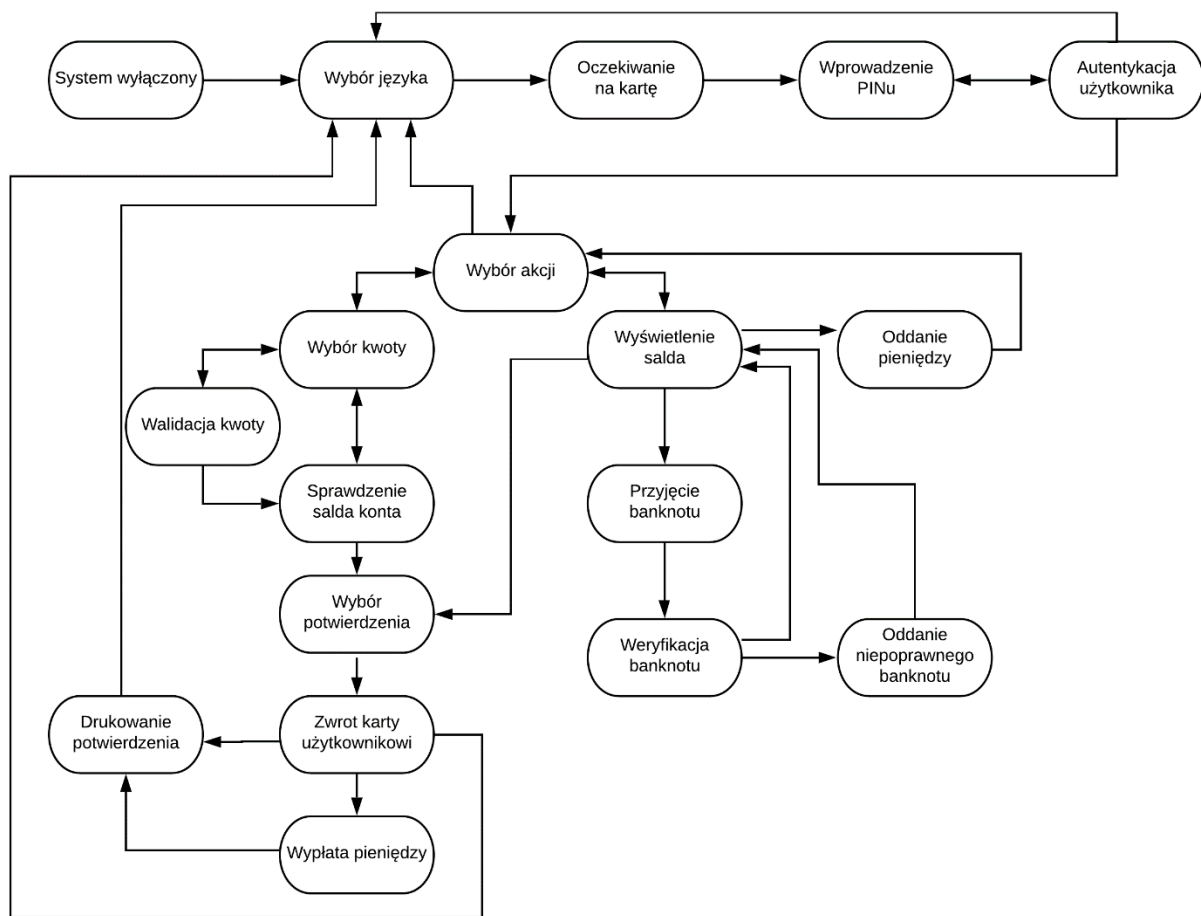 System wyłączony
Wybór języka
Oczekiwanie
na kartę
Wprowadzenie
PINu
Autentykacja
użytkownika
Wybór akcji
Wybór kwoty
Wyświetlenie
salda
Oddanie
pieniędzy
Walidacja kwoty
Sprawdzenie
salda konta
Przyjęcie
banknotu
Wybór
potwierdzenia
Weryfikacja
banknotu
Oddanie
niepoprawnego
banknotu
Drukowanie
potwierdzenia
Zwrot karty
użytkownikowi
Wypłata pieniędzy